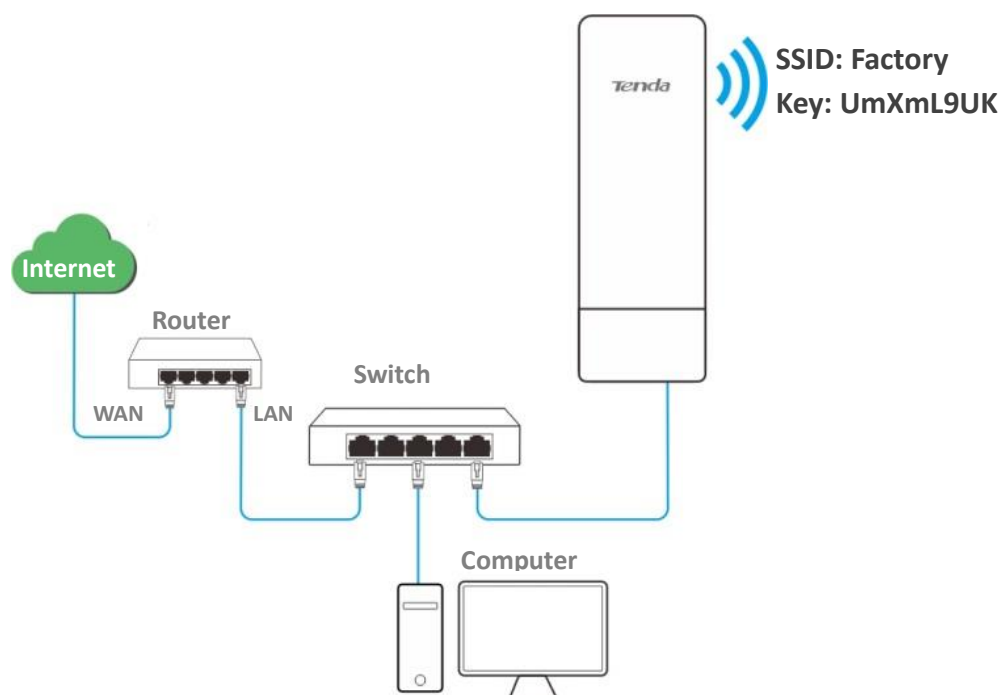 SSID: Factory
Key: UmXmL9UK
Tenda
Internet
Router
WAN
LAN
Switch
Computer